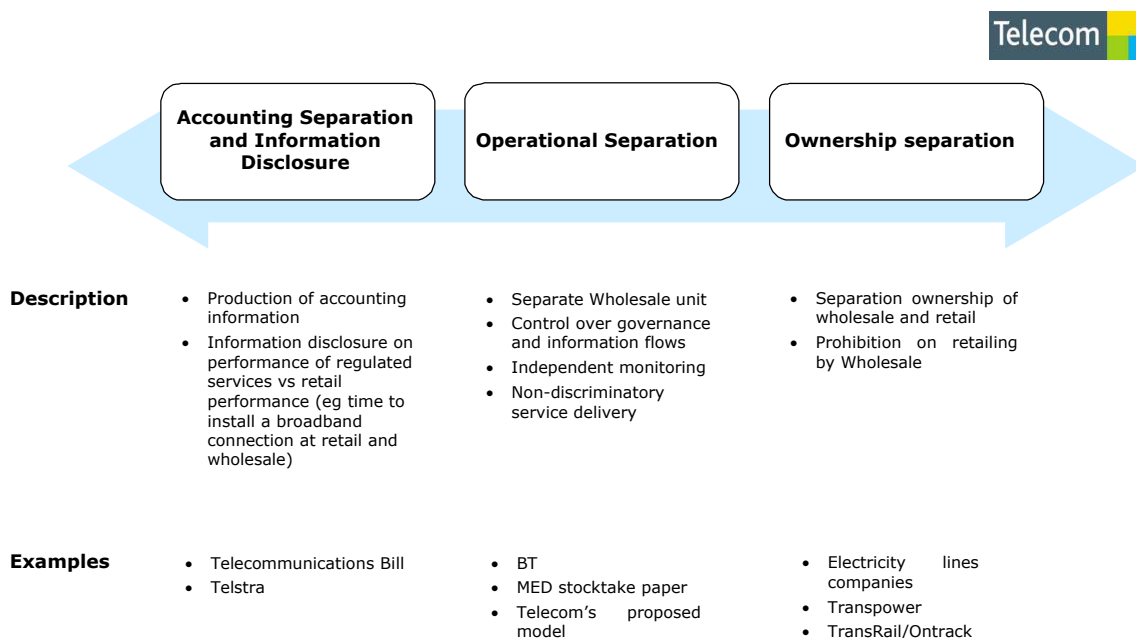 Telecom
Accounting Separation
and Information
Disclosure
Operational Separation
Ownership separation
Description
• Production of accounting
information
• Information disclosure on
performance of regulated
services vs retail
performance (eg time to
install a broadband
connection at retail and
wholesale)
• Separate Wholesale unit
• Control over governance
and information flows
• Independent monitoring
• Non-discriminatory
service delivery
• Separation ownership of
wholesale and retail
• Prohibition on retailing
by Wholesale
Examples
• Telecommunications Bill
• Telstra
• BT
• MED stocktake paper
• Telecom’s proposed
model
• Electricity lines
companies
• Transpower
• TransRail/Ontrack